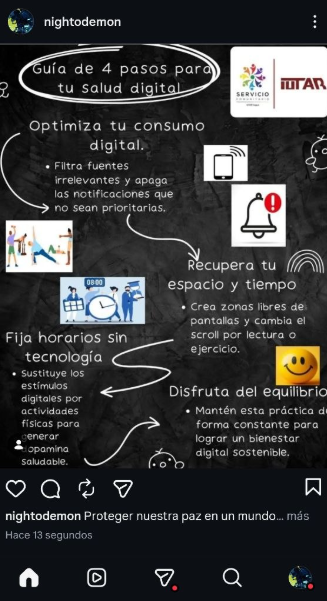 nightodemon
Guía de 4 pasos para
tu salud digital
SERVICIO
COMUNITARIO
IUTAR
Optimiza tu consumo
digital.
• Filtra fuentes
irrelevantes y apaga
las notificaciones que
no sean prioritarias.
Recupera tu
espacio y tiempo
• Crea zonas libres de
pantallas y cambia el
scroll por lectura o
ejercicio.
08:00
Fija horarios sin
tecnología
• Sustituye los
estímulos
digitales por
actividades
físicas para
generar
dopamina
saludable.
Disfruta del equilibrio
• Mantén esta práctica de
forma constante para
lograr un bienestar
digital sostenible.
nightodemon Proteger nuestra paz en un mundo... más
Hace 13 segundos